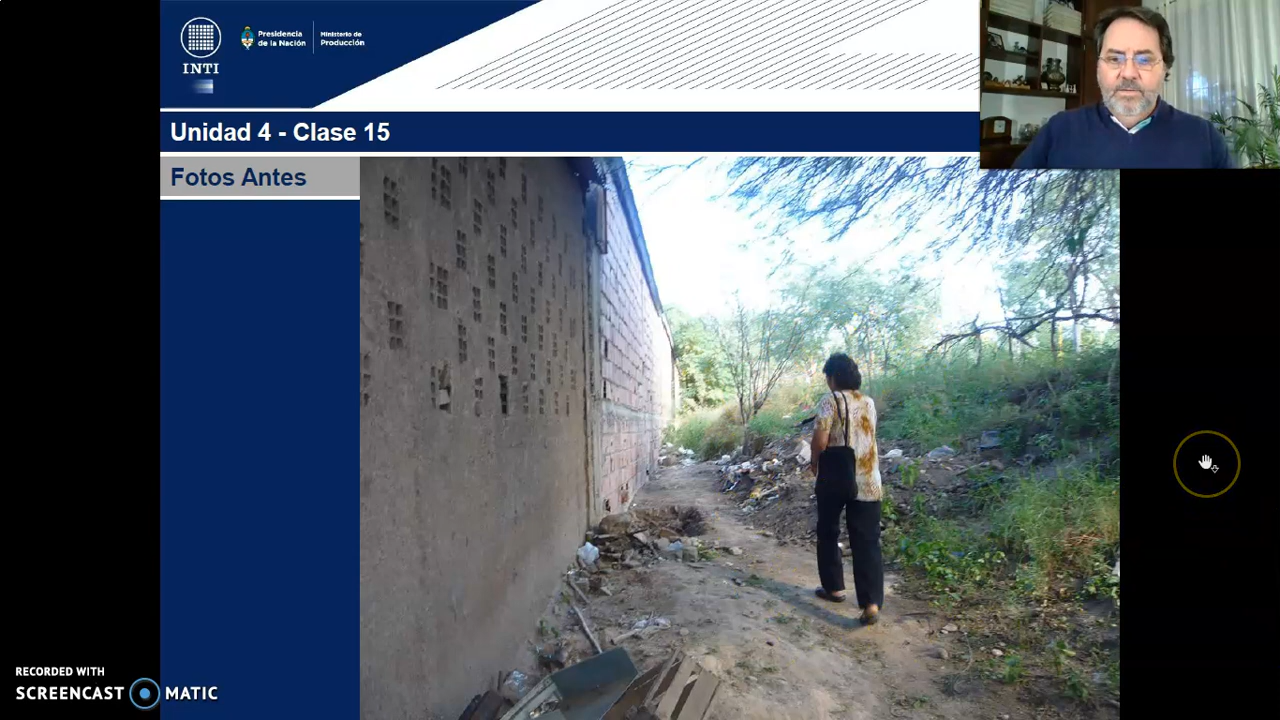 INTI
Presidencia
de la Nación
Ministerio de
Producción
Unidad 4 - Clase 15
Fotos Antes
RECORDED WITH
SCREENCAST MATIC